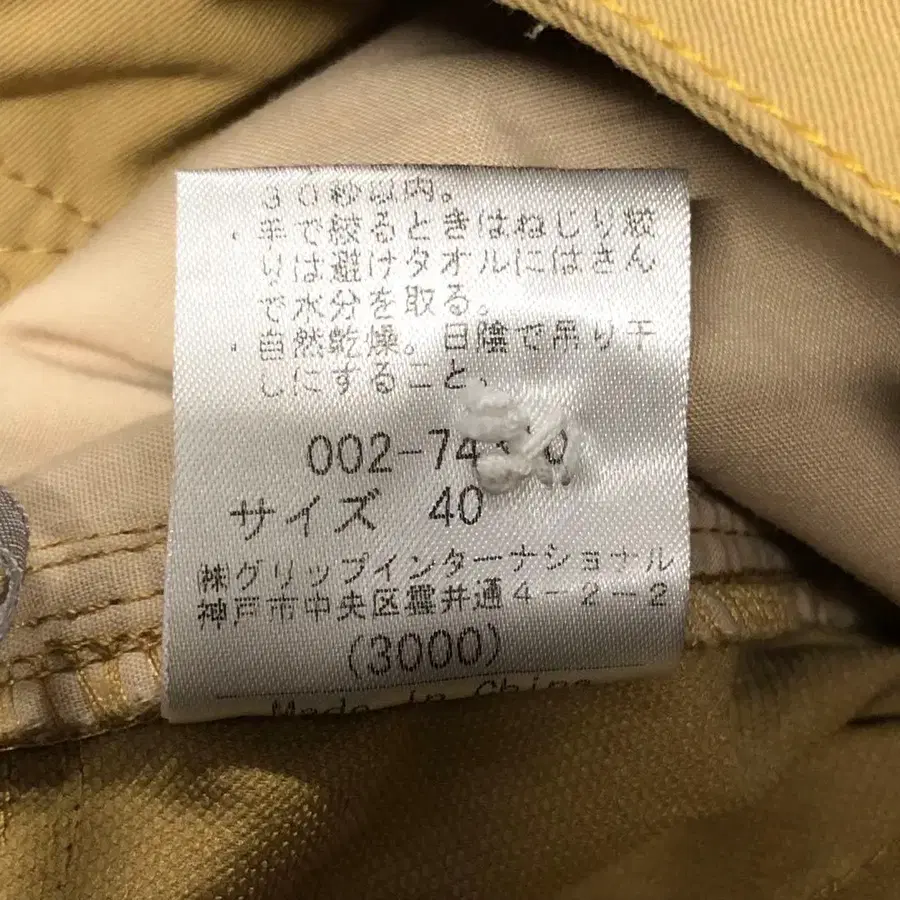 30秒以内。
・手で絞るときはねじり絞
りは避けタオルにはさん
で水分を取る。
・自然乾燥。日陰で吊り干
しにすること。
002-74
サイズ 40
㈱グリップインターナショナル
神戸市中央区雲井通4-2-2
(3000)
Made in China